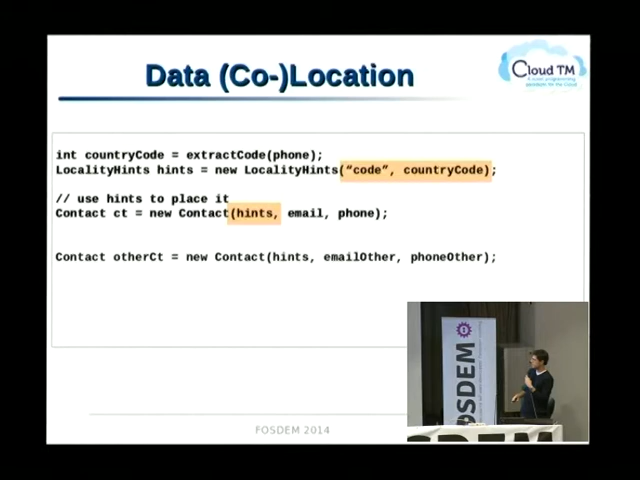 Data (Co-)Location
Cloud TM
int countryCode = extractCode(phone);
LocalityHints hints = new LocalityHints(“code”, countryCode);
// use hints to place it
Contact ct = new Contact(hints, email, phone);
Contact otherCt = new Contact(hints, emailOther, phoneOther);
FOSDEM
FOSDEM 2014